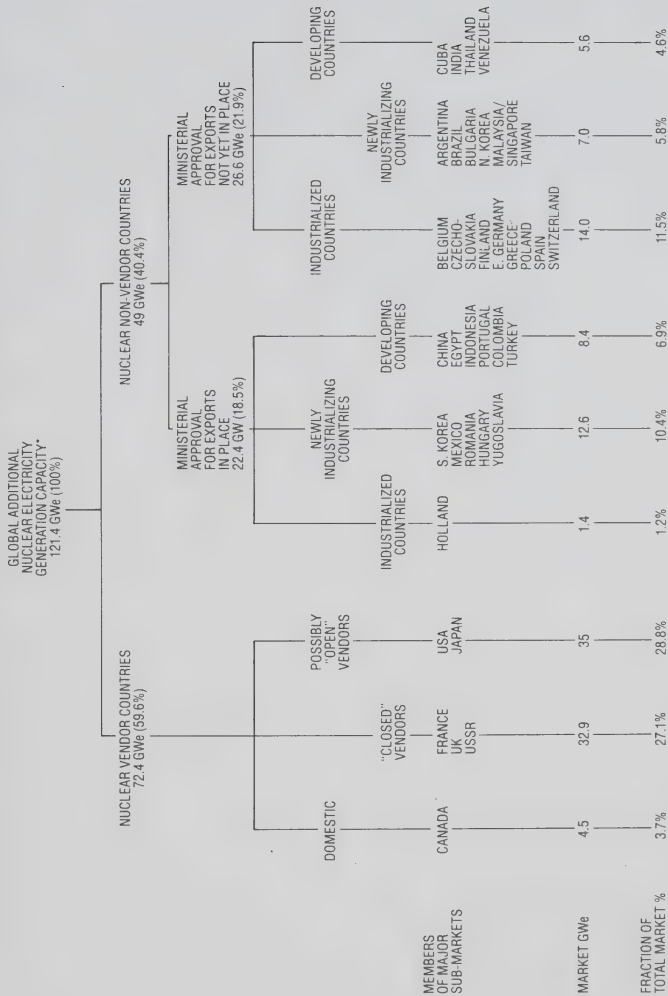 GLOBAL ADDITIONAL
NUCLEAR ELECTRICITY
GENERATION CAPACITY*
121.4 GWe (100%)
NUCLEAR VENDOR COUNTRIES
72.4 GWe (59.6%)
NUCLEAR NON-VENDOR COUNTRIES
49 GWe (40.4%)
MINISTERIAL
APPROVAL
FOR EXPORTS
IN PLACE
22.4 GW (18.5%)
MINISTERIAL
APPROVAL
FOR EXPORTS
NOT YET IN PLACE
26.6 GWe (21.9%)
DOMESTIC
"CLOSED"
VENDORS
POSSIBLY
"OPEN"
VENDORS
INDUSTRIALIZED
COUNTRIES
NEWLY
INDUSTRIALIZING
COUNTRIES
DEVELOPING
COUNTRIES
INDUSTRIALIZED
COUNTRIES
NEWLY
INDUSTRIALIZING
COUNTRIES
DEVELOPING
COUNTRIES
MEMBERS
OF MAJOR
SUB-MARKETS
CANADA
FRANCE
UK
USSR
USA
JAPAN
HOLLAND
S. KOREA
MEXICO
ROMANIA
HUNGARY
YUGOSLAVIA
CHINA
EGYPT
INDONESIA
PORTUGAL
COLOMBIA
TURKEY
BELGIUM
CZECHO-
SLOVAKIA
FINLAND
E. GERMANY
GREECE
POLAND
SPAIN
SWITZERLAND
ARGENTINA
BRAZIL
BULGARIA
N. KOREA
MALAYSIA/
SINGAPORE
TAIWAN
CUBA
INDIA
THAILAND
VENEZUELA
MARKET GWe
4.5
32.9
35
1.4
12.6
8.4
14.0
7.0
5.6
FRACTION OF
TOTAL MARKET %
3.7%
27.1%
28.8%
1.2%
10.4%
6.9%
11.5%
5.8%
4.6%